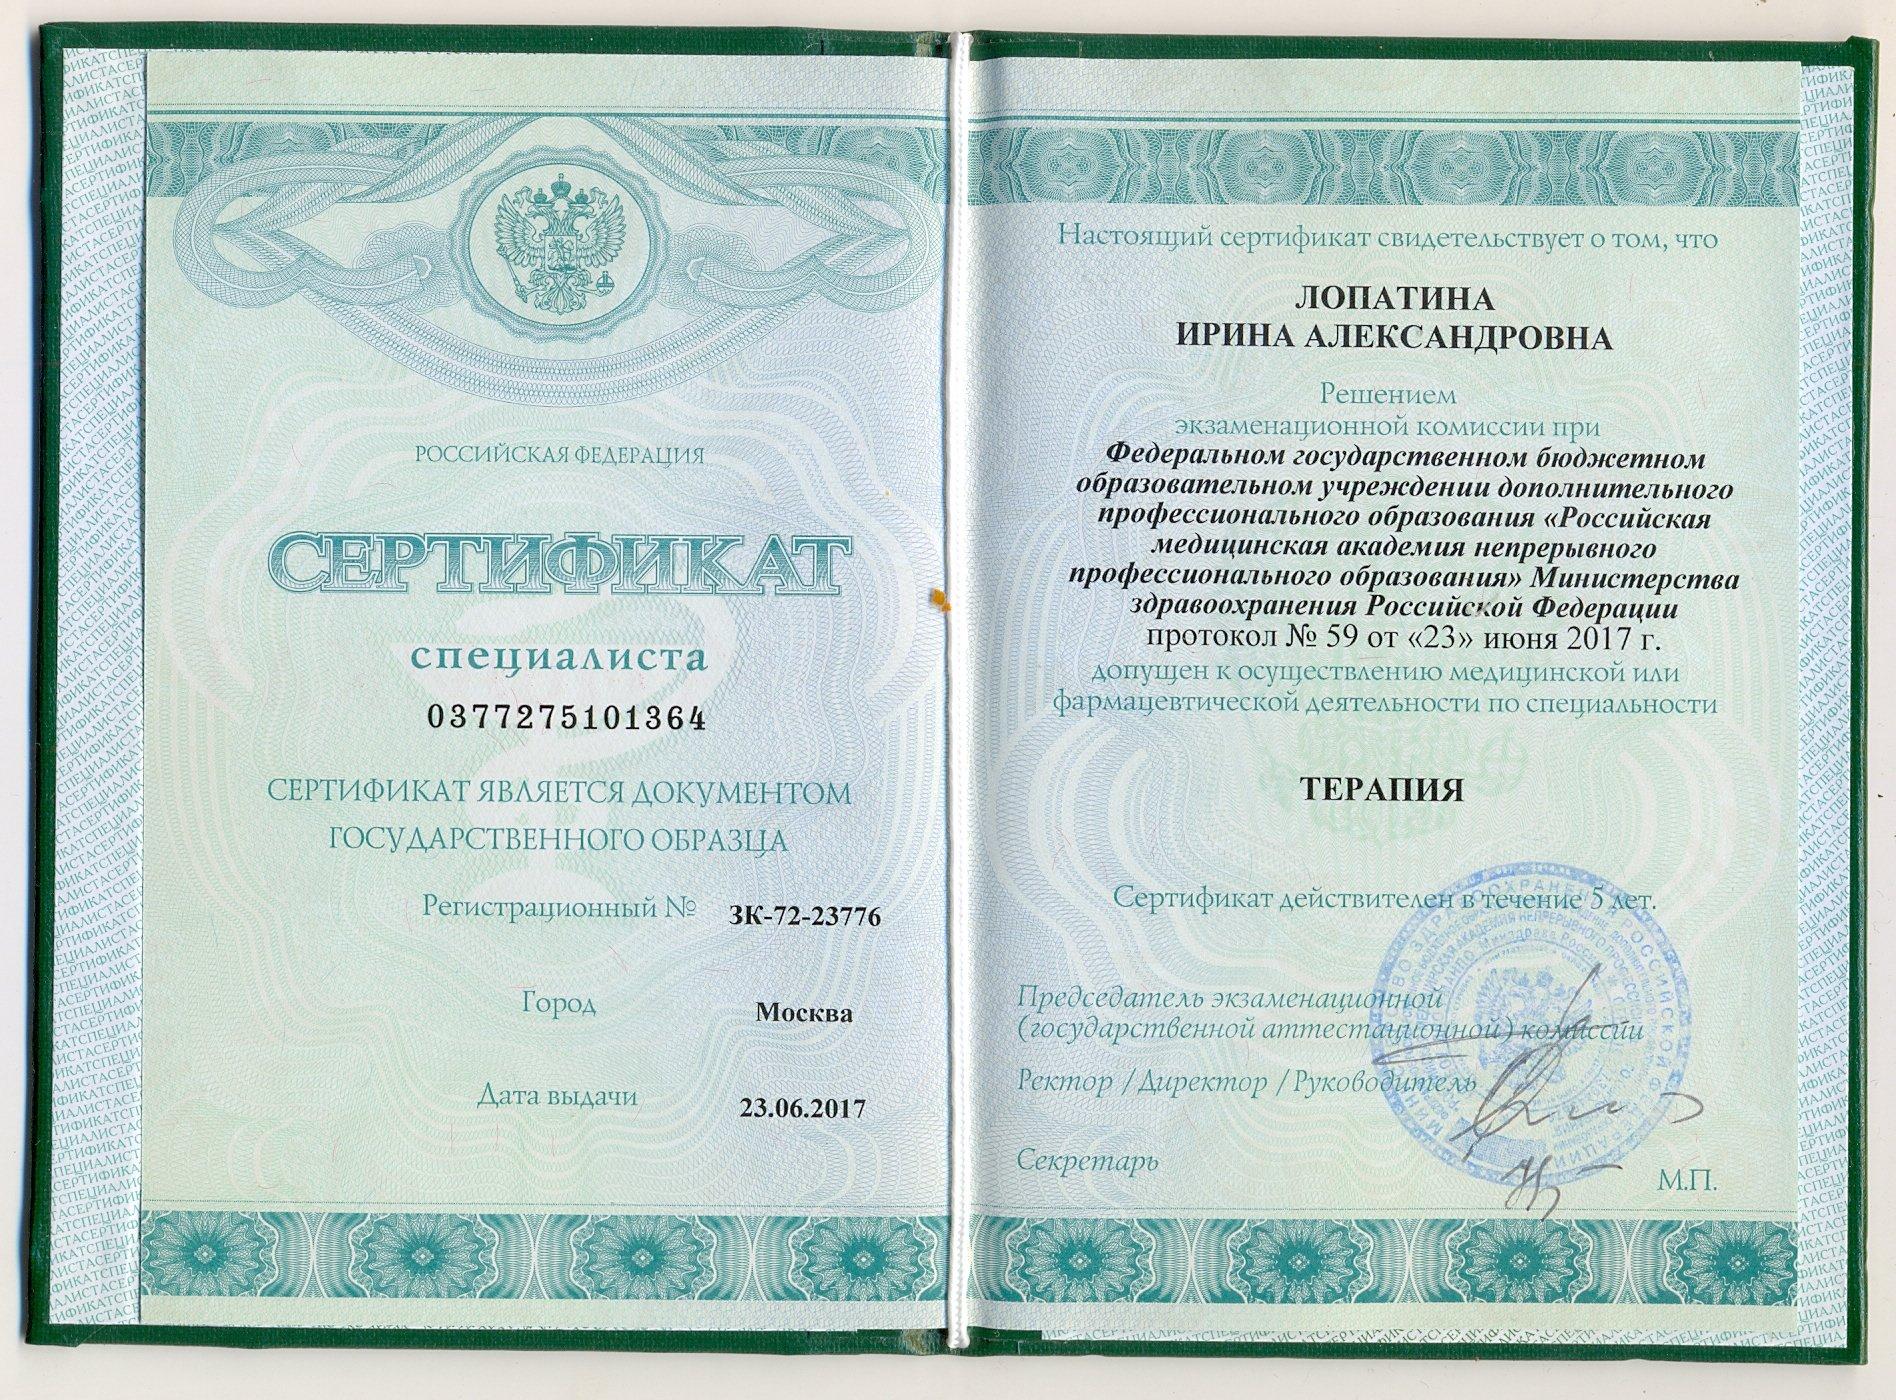 РОССИЙСКАЯ ФЕДЕРАЦИЯ
СЕРТИФИКАТ
специалиста
0377275101364
СЕРТИФИКАТ ЯВЛЯЕТСЯ ДОКУМЕНТОМ
ГОСУДАРСТВЕННОГО ОБРАЗЦА
Регистрационный № ЗК-72-23776
Город Москва
Дата выдачи 23.06.2017
Настоящий сертификат свидетельствует о том, что
ЛОПАТИНА
ИРИНА АЛЕКСАНДРОВНА
Решением
экзаменационной комиссии при
Федеральном государственном бюджетном
образовательном учреждении дополнительного
профессионального образования «Российская
медицинская академия непрерывного
профессионального образования» Министерства
здравоохранения Российской Федерации
протокол № 59 от «23» июня 2017 г.
допущен к осуществлению медицинской или
фармацевтической деятельности по специальности
ТЕРАПИЯ
Сертификат действителен в течение 5 лет.
Председатель экзаменационной
(государственной аттестационной) комиссии
Ректор / Директор / Руководитель
Секретарь
М.П.